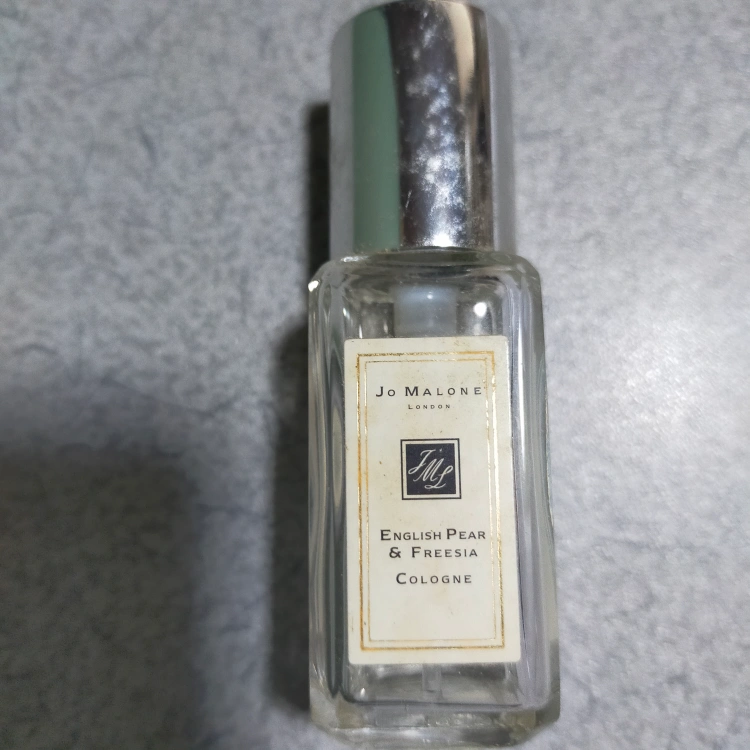 JO MALONE
LONDON
JML
ENGLISH PEAR
& FREESIA
COLOGNE